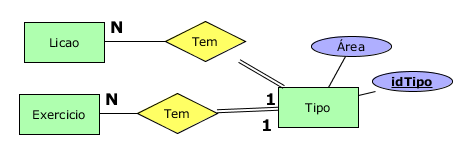 N
Licao
Tem
Área
idTipo
1
N
Exercicio
Tem
Tipo
1